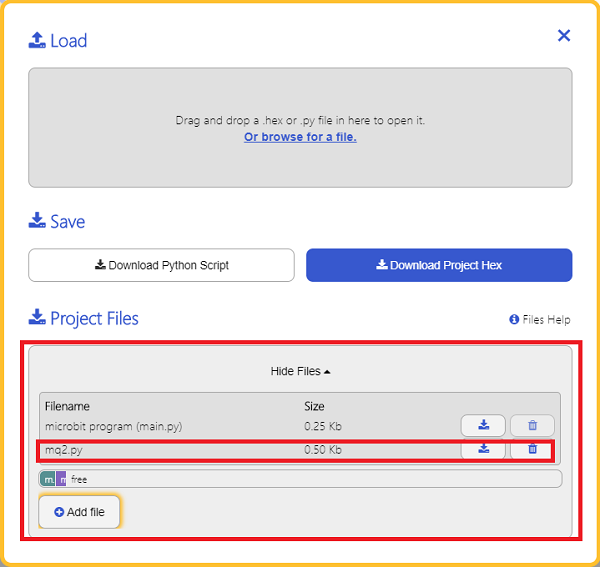 Load
Drag and drop a .hex or .py file in here to open it.
Or browse for a file.
Save
Download Python Script
Download Project Hex
Project Files
Files Help
Hide Files
Filename Size
microbit program (main.py) 0.25 Kb
mq2.py 0.50 Kb
m. m free
Add file